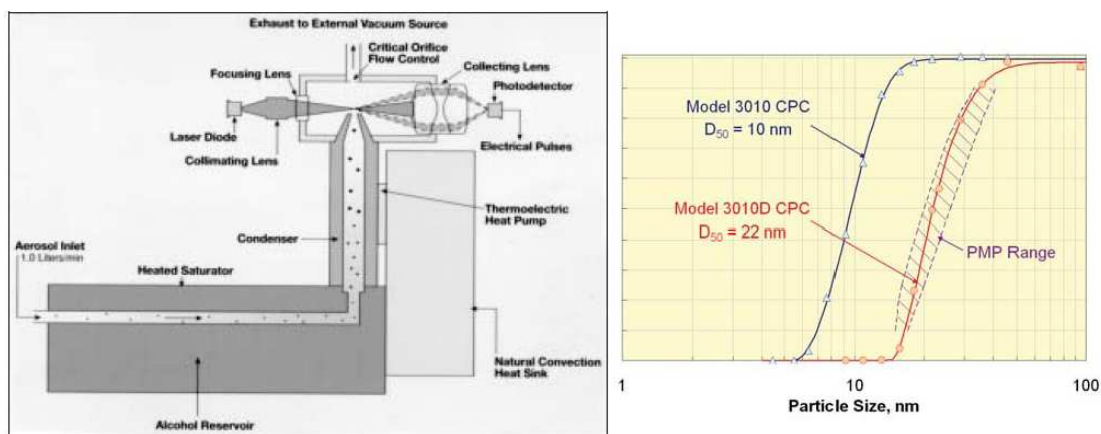 Exhaust to External Vacuum Source
Critical Orifice
Flow Control
Focusing Lens
Collecting Lens
Photodetector
Laser Diode
Collimating Lens
Electrical Pulses
Thermoelectric
Heat Pump
Condenser
Aerosol Inlet
1.0 Liters/min
Heated Saturator
Natural Convection
Heat Sink
Alcohol Reservoir
Model 3010 CPC
D50 = 10 nm
Model 3010D CPC
D50 = 22 nm
PMP Range
1
10
100
Particle Size, nm